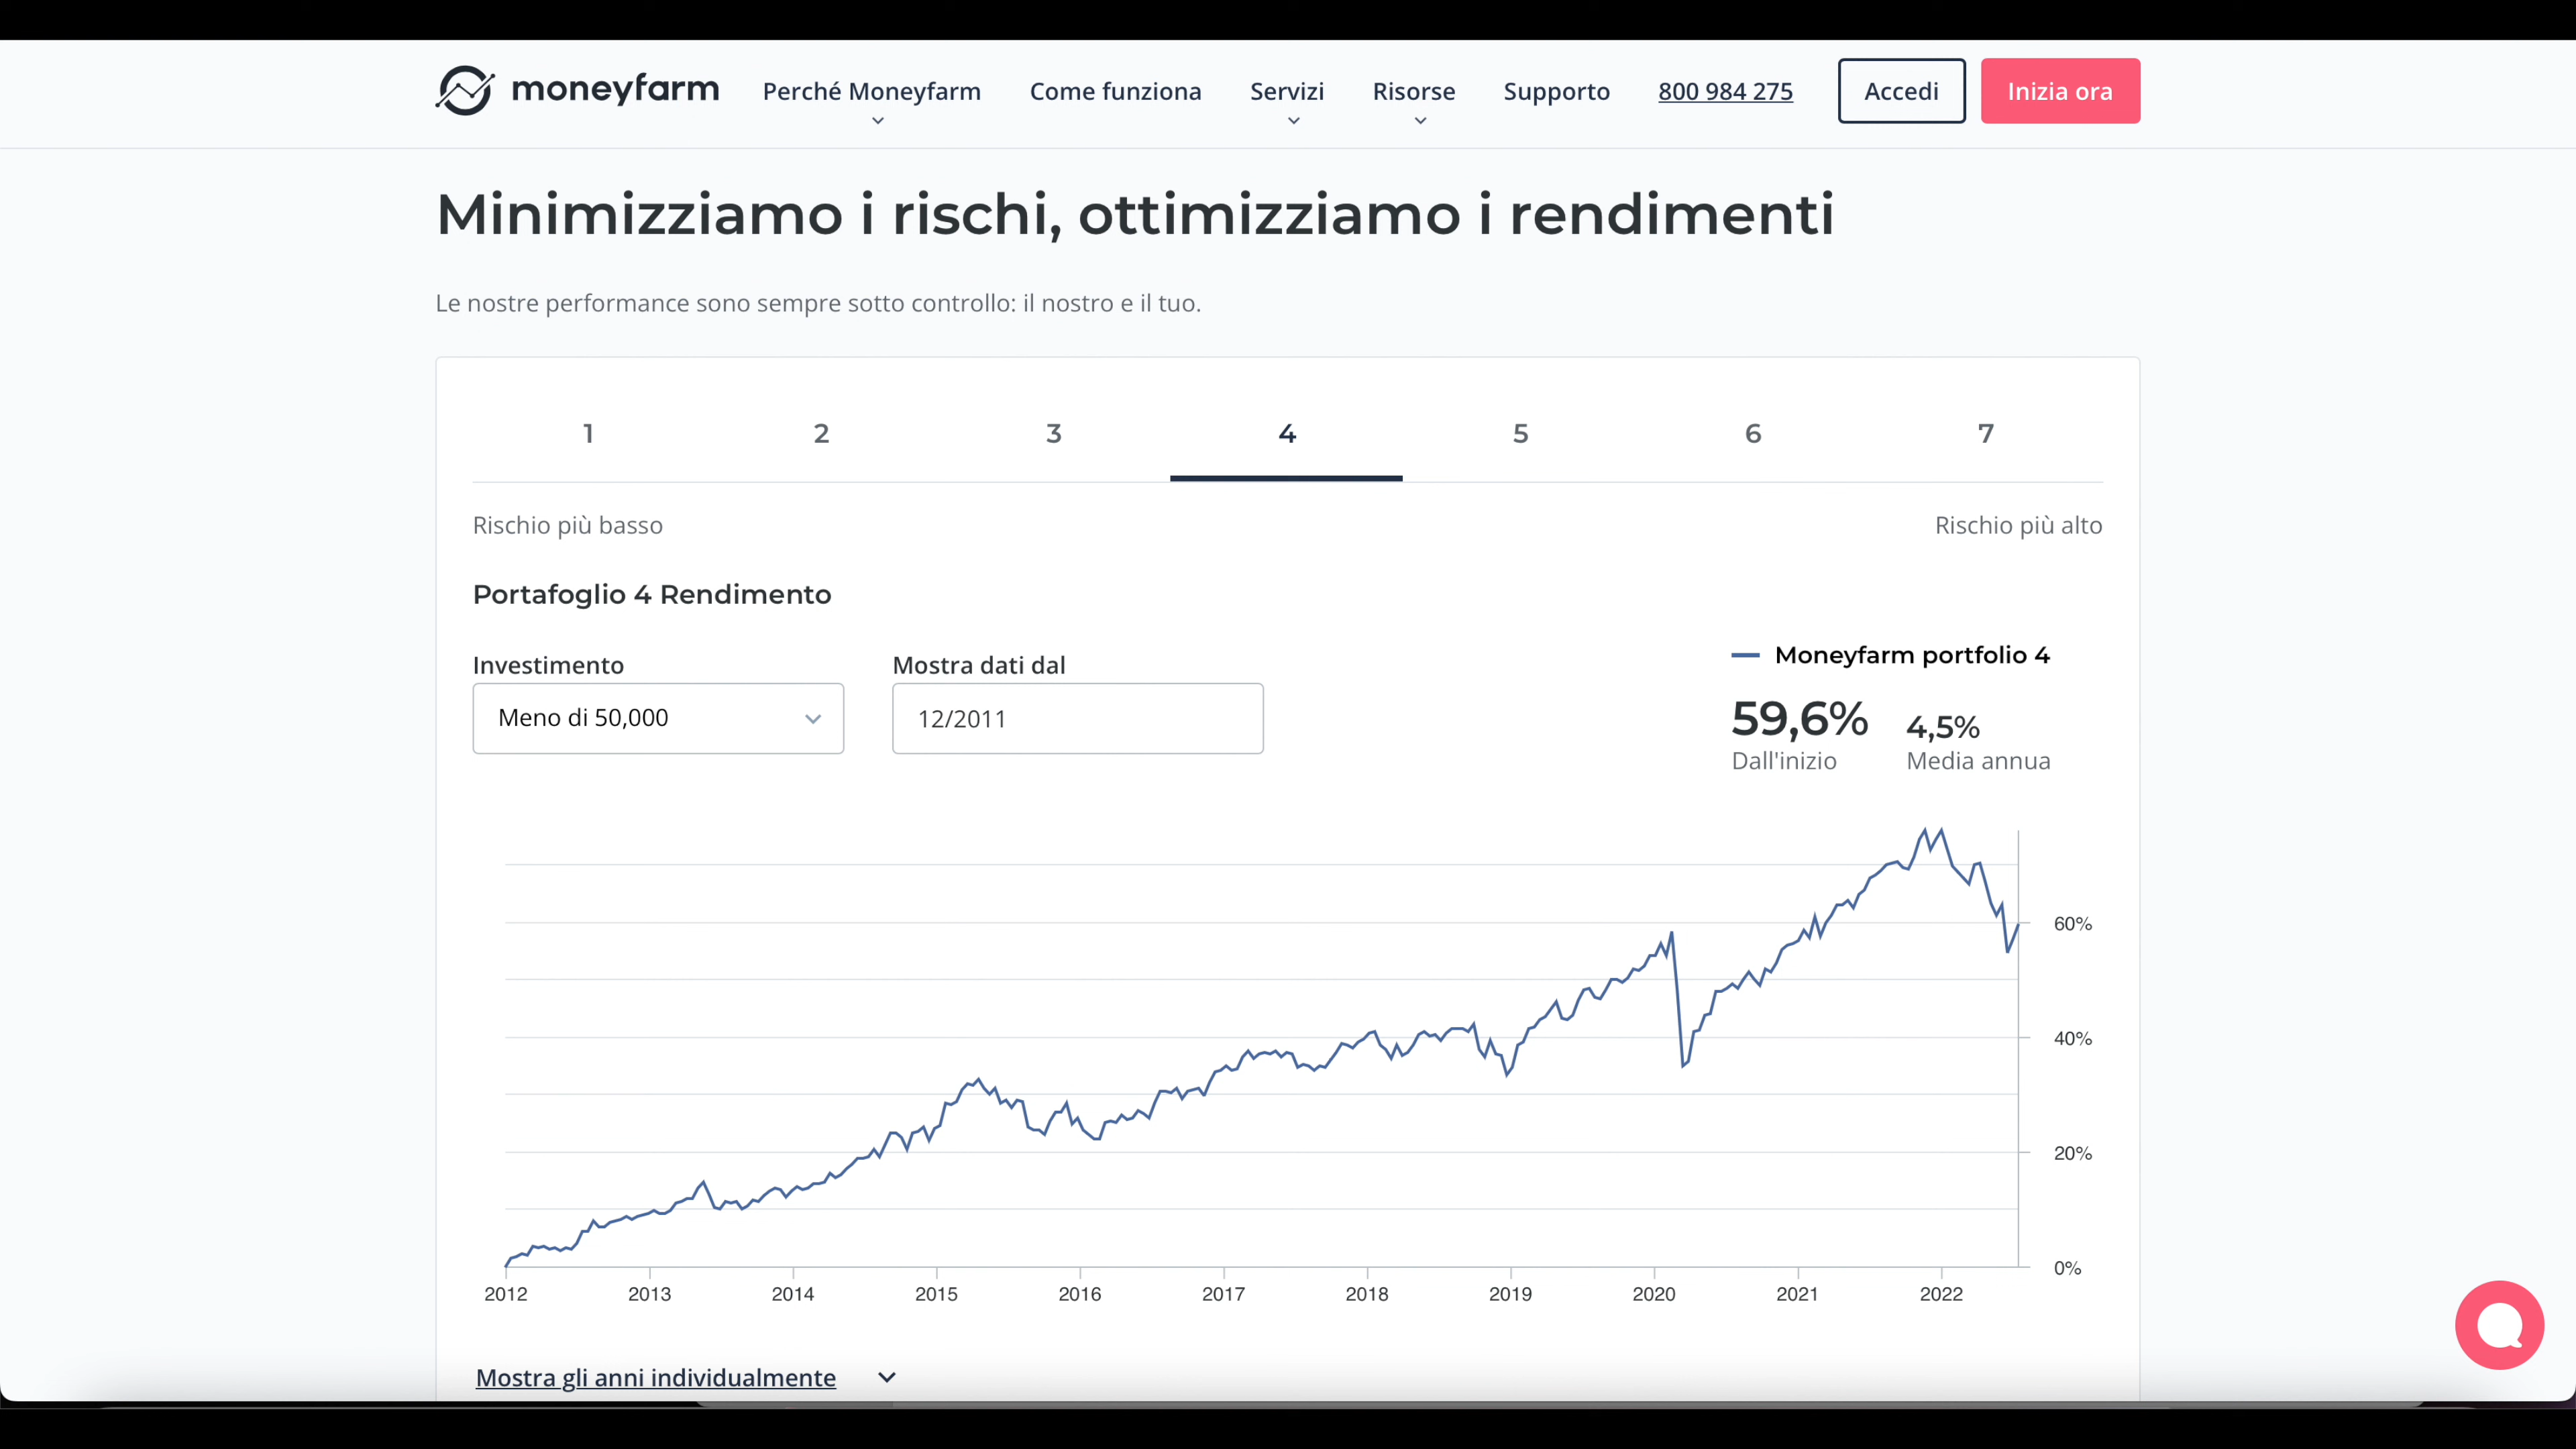 moneyfarm Perché Moneyfarm Come funziona Servizi Risorse Supporto 800 984 275 Accedi Inizia ora
Minimizziamo i rischi, ottimizziamo i rendimenti
Le nostre performance sono sempre sotto controllo: il nostro e il tuo.
1 2 3 4 5 6 7
Rischio più basso Rischio più alto
Portafoglio 4 Rendimento
Investimento Mostra dati dal
Meno di 50,000 12/2011
Moneyfarm portfolio 4
59,6% 4,5%
Dall'inizio Media annua
60%
40%
20%
0%
2012 2013 2014 2015 2016 2017 2018 2019 2020 2021 2022
Mostra gli anni individualmente